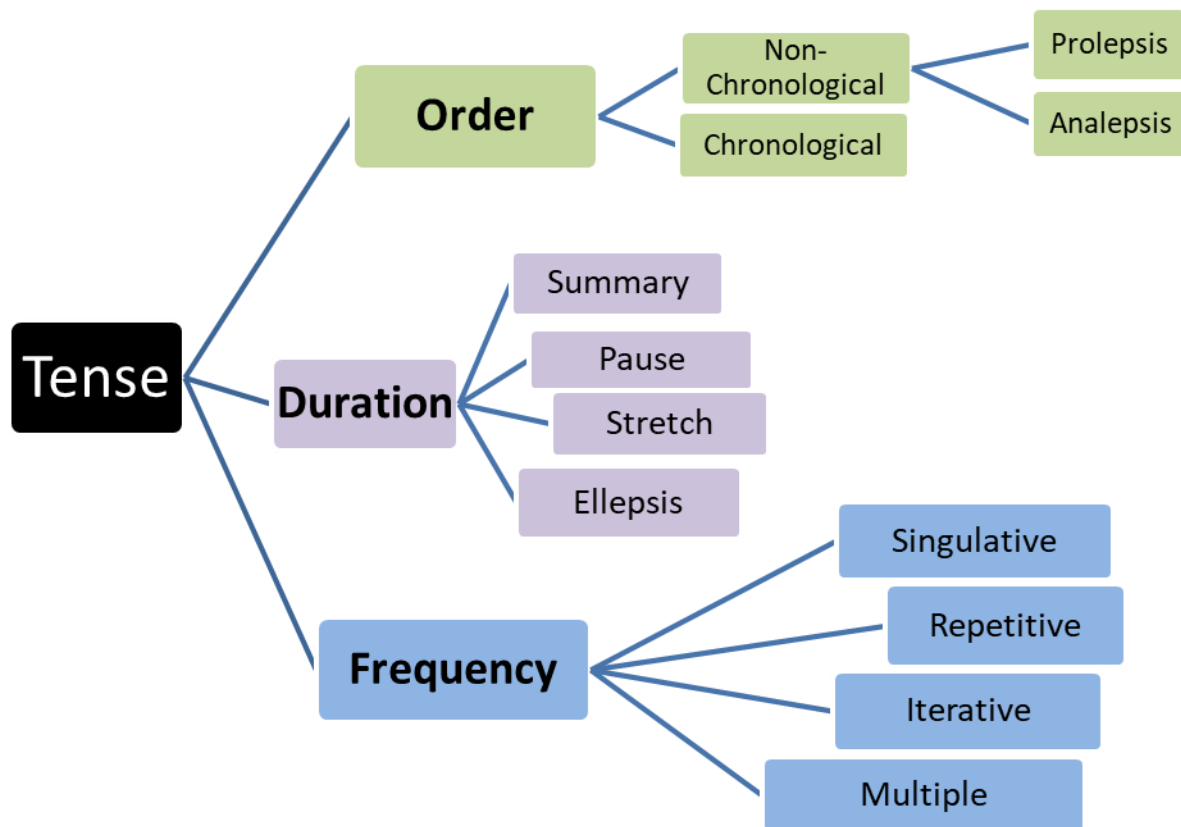 Tense
Order
Non-
Chronological
Prolepsis
Analepsis
Chronological
Duration
Summary
Pause
Stretch
Ellepsis
Frequency
Singulative
Repetitive
Iterative
Multiple